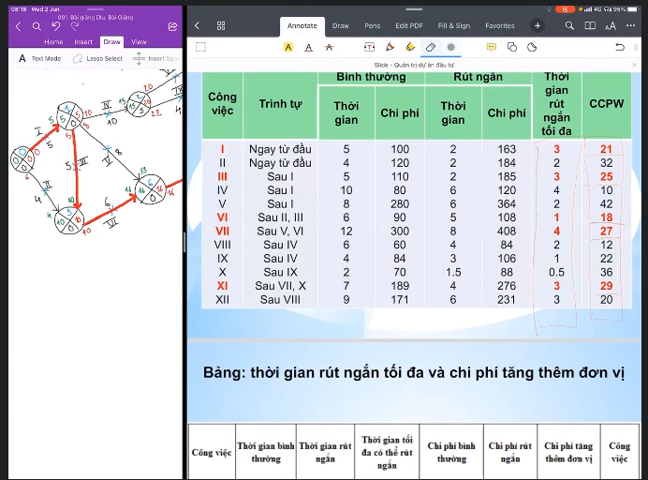 08:18 Wed 2 Jun
001. Bài giảng Dlu. Bài Giảng
Home Insert Draw View
Text Mode Lasso Select Insert Sp
Annotate Draw Pens Edit PDF Fill & Sign Favorites
4G 61%
Slide - Quản trị dự án đầu tư
Công việc Trình tự Bình thường Rút ngắn Thời gian rút ngắn tối đa CCPW
Thời gian Chi phí Thời gian Chi phí
I Ngay từ đầu 5 100 2 163 3 21
II Ngay từ đầu 4 120 2 184 2 32
III Sau I 5 110 2 185 3 25
IV Sau I 10 80 6 120 4 10
V Sau I 8 280 6 364 2 42
VI Sau II, III 6 90 5 108 1 18
VII Sau V, VI 12 300 8 408 4 27
VIII Sau IV 6 60 4 84 2 12
IX Sau IV 4 84 3 106 1 22
X Sau IX 2 70 1.5 88 0.5 36
XI Sau VII, X 7 189 4 276 3 29
XII Sau VIII 9 171 6 231 3 20
Bảng: thời gian rút ngắn tối đa và chi phí tăng thêm đơn vị
Công việc Thời gian bình thường Thời gian rút ngắn Thời gian tối đa có thể rút ngắn Chi phí bình thường Chi phí rút ngắn Chi phí tăng thêm đơn vị Công việc